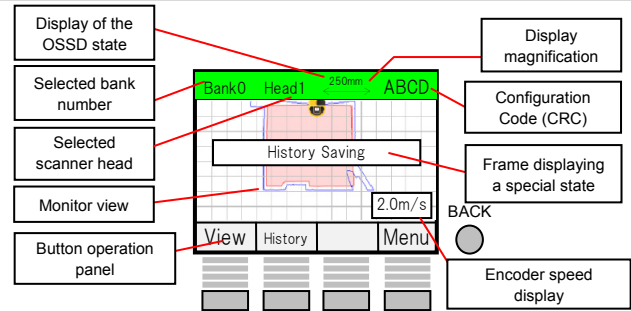 Display of the
OSSD state
Display
magnification
Selected bank
number
Bank0 Head1 250mm ABCD
Configuration
Code (CRC)
Selected
scanner head
History Saving
Frame displaying
a special state
Monitor view
2.0m/s
BACK
Button operation
panel
View History Menu
Encoder speed
display